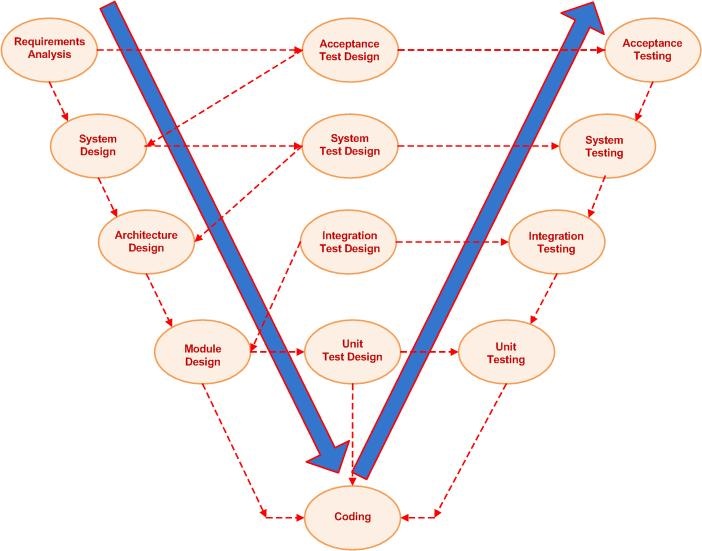 Requirements
Analysis
Acceptance
Test Design
Acceptance
Testing
System
Design
System
Test Design
System
Testing
Architecture
Design
Integration
Test Design
Integration
Testing
Module
Design
Unit
Test Design
Unit
Testing
Coding